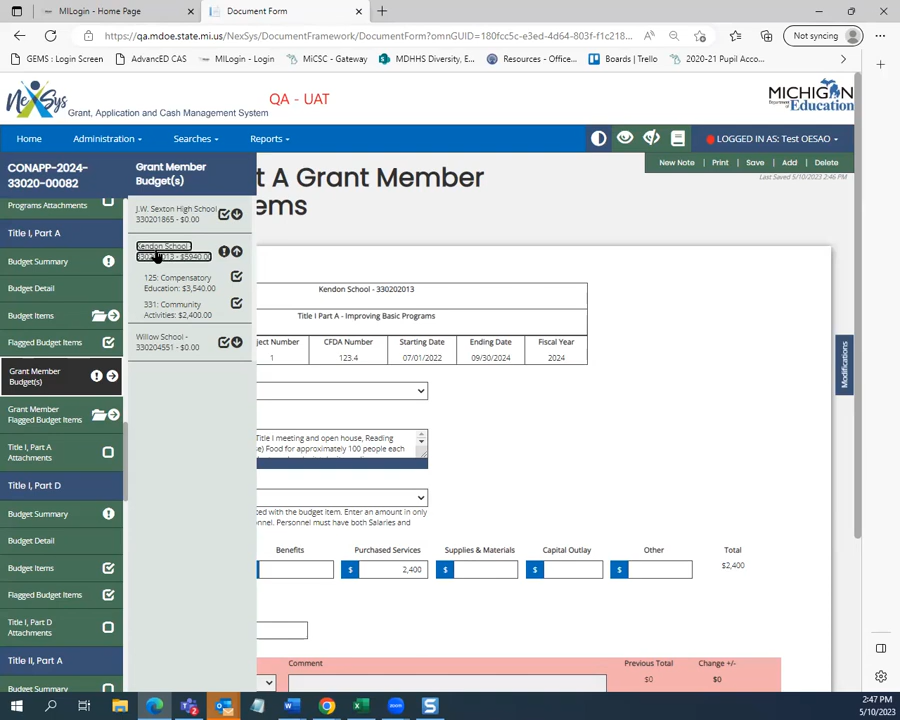 MILogin - Home Page
Document Form
https://qa.mdoe.state.mi.us/NexSys/DocumentFramework/DocumentForm?omnGUID=180fcc5c-e3ed-4d64-803f-f1c218...
Not syncing
GEMS : Login Screen
AdvancED CAS
MILogin - Login
MiCSC - Gateway
MDHHS Diversity, E...
Resources - Office...
Boards | Trello
2020-21 Pupil Acco...
NexSys
Grant, Application and Cash Management System
QA - UAT
MICHIGAN
Department of
Education
Home
Administration
Searches
Reports
LOGGED IN AS: Test OESAO
New Note
Print
Save
Add
Delete
Last Saved 5/10/2023 2:46 PM
CONAPP-2024-
33020-00082
Programs Attachments
Title I, Part A
Budget Summary
Budget Detail
Budget Items
Flagged Budget Items
Grant Member
Budget(s)
Grant Member
Flagged Budget Items
Title I, Part A
Attachments
Title I, Part D
Budget Summary
Budget Detail
Budget Items
Flagged Budget Items
Title I, Part D
Attachments
Title II, Part A
Budget Summary
Grant Member
Budget(s)
J.W. Sexton High School
330201865 - $0.00
Kendon School
330202013 - $5940.00
125: Compensatory
Education: $3,540.00
331: Community
Activities: $2,400.00
Willow School -
330204551 - $0.00
t A Grant Member
ems
Kendon School - 330202013
Title I Part A - Improving Basic Programs
ject Number
CFDA Number
Starting Date
Ending Date
Fiscal Year
1
123.4
07/01/2022
09/30/2024
2024
Title I meeting and open house, Reading
e) Food for approximately 100 people each
ted with the budget item. Enter an amount in only
nnel. Personnel must have both Salaries and
Benefits
Purchased Services
Supplies & Materials
Capital Outlay
Other
Total
$ 2,400
$
$
$
$2,400
Comment
Previous Total
Change +/-
$0
$0
Modifications
2:47 PM
5/10/2023